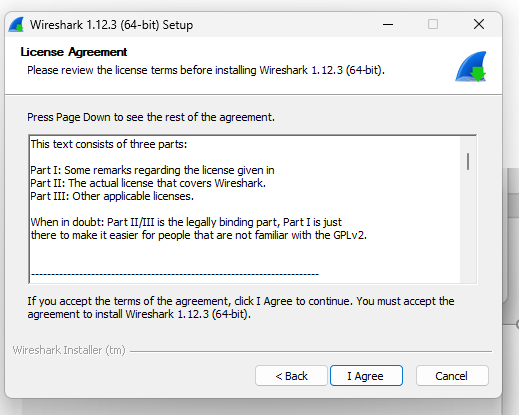 Wireshark 1.12.3 (64-bit) Setup
License Agreement
Please review the license terms before installing Wireshark 1.12.3 (64-bit).
Press Page Down to see the rest of the agreement.
This text consists of three parts:
Part I: Some remarks regarding the license given in
Part II: The actual license that covers Wireshark.
Part III: Other applicable licenses.
When in doubt: Part II/III is the legally binding part, Part I is just
there to make it easier for people that are not familiar with the GPLv2.
------------------------------------------------------------------------
If you accept the terms of the agreement, click I Agree to continue. You must accept the
agreement to install Wireshark 1.12.3 (64-bit).
Wireshark Installer (tm)
< Back I Agree Cancel